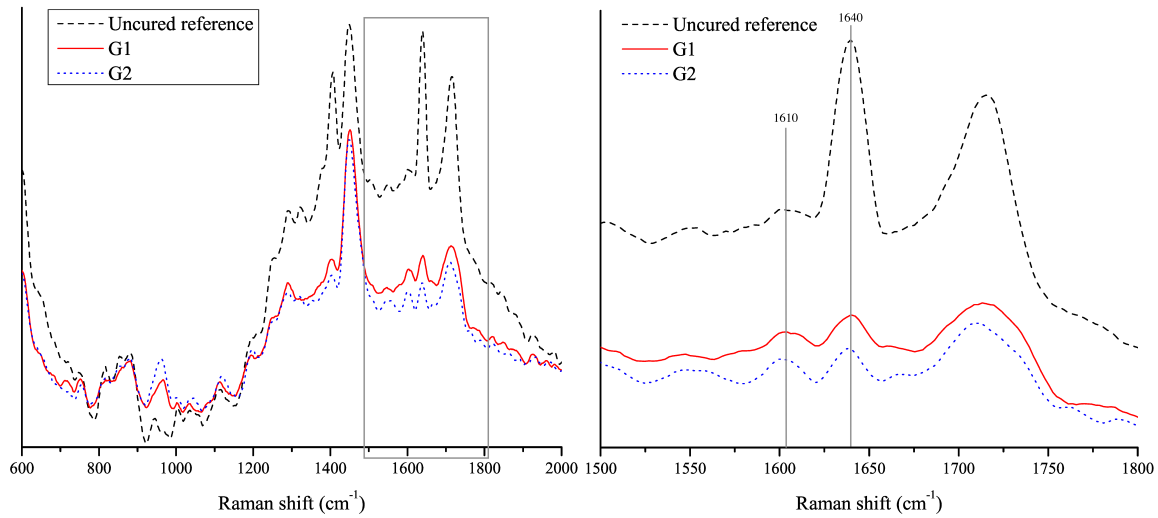 Uncured reference
G1
G2
600 800 1000 1200 1400 1600 1800 2000
Raman shift (cm-1)
Uncured reference
G1
G2
1640
1610
1500 1550 1600 1650 1700 1750 1800
Raman shift (cm-1)